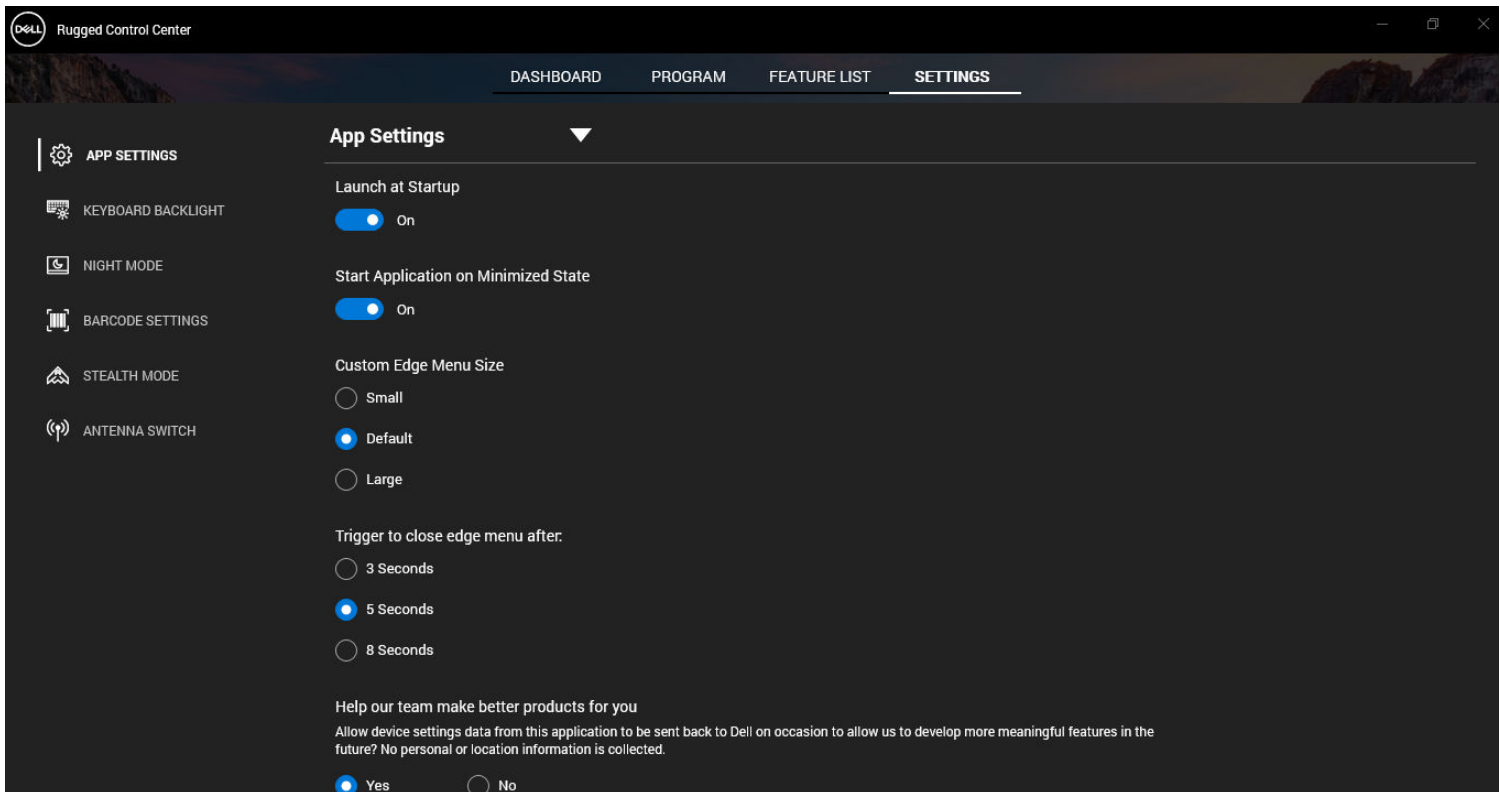 DELL Rugged Control Center
DASHBOARD PROGRAM FEATURE LIST SETTINGS
APP SETTINGS
KEYBOARD BACKLIGHT
NIGHT MODE
BARCODE SETTINGS
STEALTH MODE
ANTENNA SWITCH
App Settings
Launch at Startup
On
Start Application on Minimized State
On
Custom Edge Menu Size
Small
Default
Large
Trigger to close edge menu after:
3 Seconds
5 Seconds
8 Seconds
Help our team make better products for you
Allow device settings data from this application to be sent back to Dell on occasion to allow us to develop more meaningful features in the
future? No personal or location information is collected.
Yes No